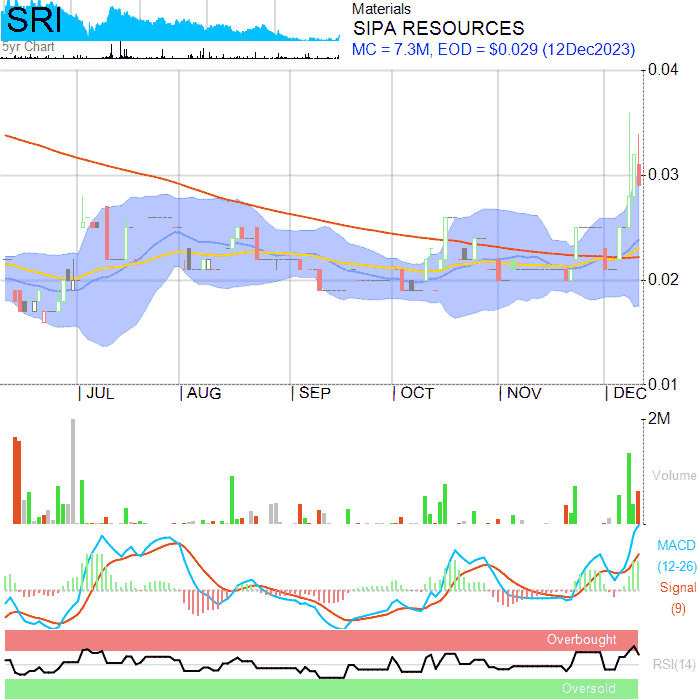 SRI
5yr Chart
Materials
SIPA RESOURCES
MC = 7.3M, EOD = $0.029 (12Dec2023)
0.04
0.03
0.02
0.01
JUL
AUG
SEP
OCT
NOV
DEC
2M
Volume
MACD
(12-26)
Signal
(9)
Overbought
RSI(14)
Oversold